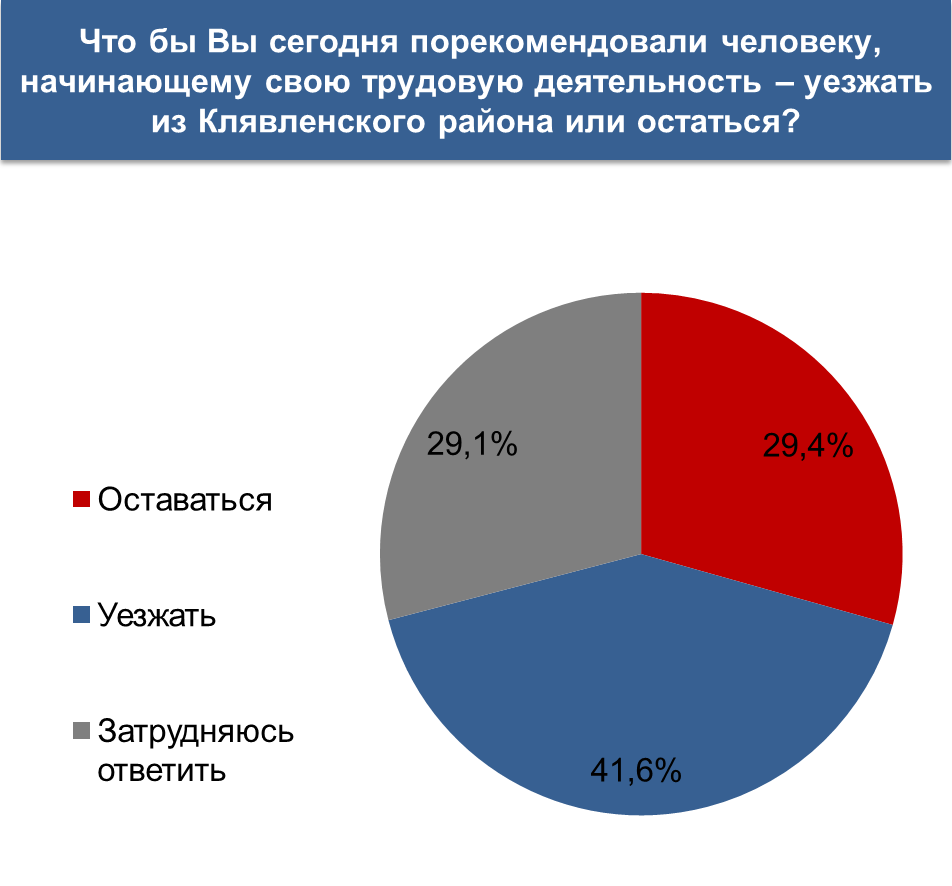 Что бы Вы сегодня порекомендовали человеку,
начинающему свою трудовую деятельность – уезжать
из Клявленского района или остаться?
29,1%
29,4%
Оставаться
Уезжать
Затрудняюсь
ответить
41,6%